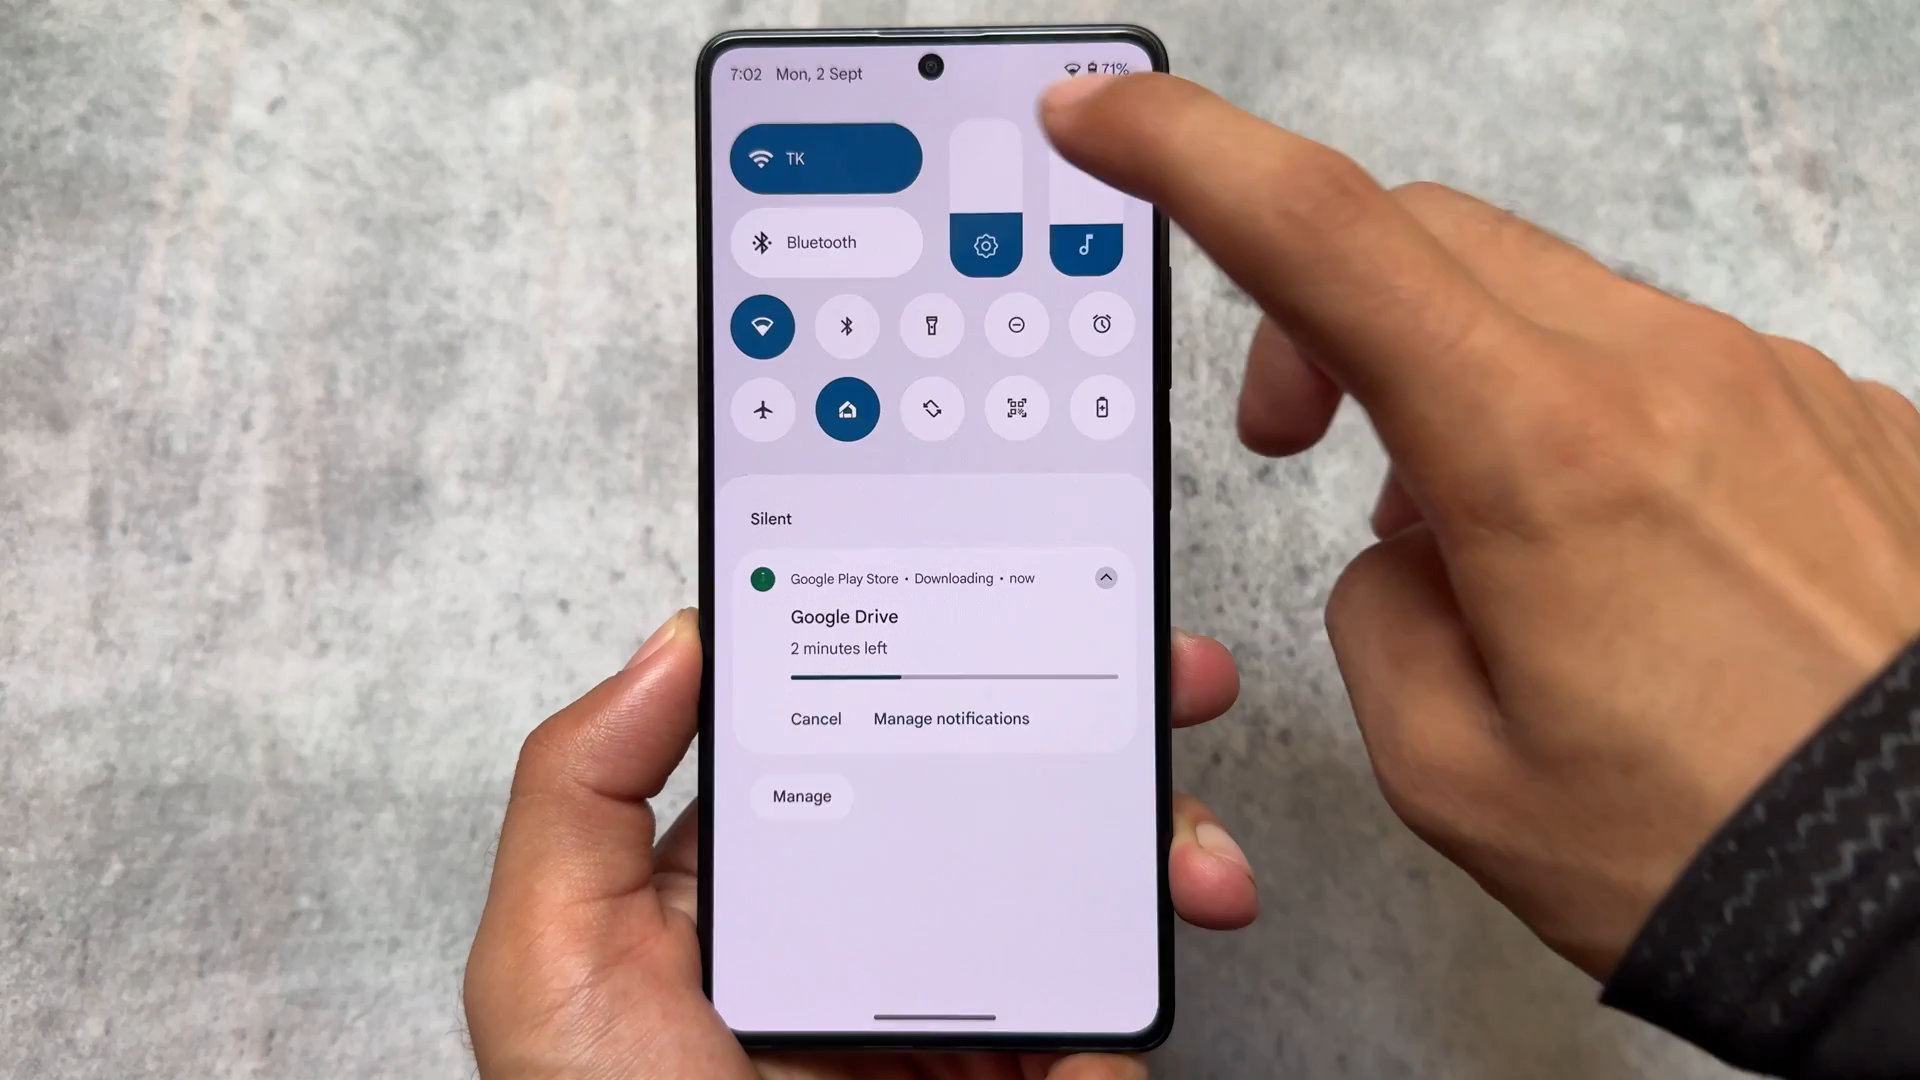 7:02 Mon, 2 Sept 71%
TK
Bluetooth
Silent
Google Play Store • Downloading • now
Google Drive
2 minutes left
Cancel Manage notifications
Manage